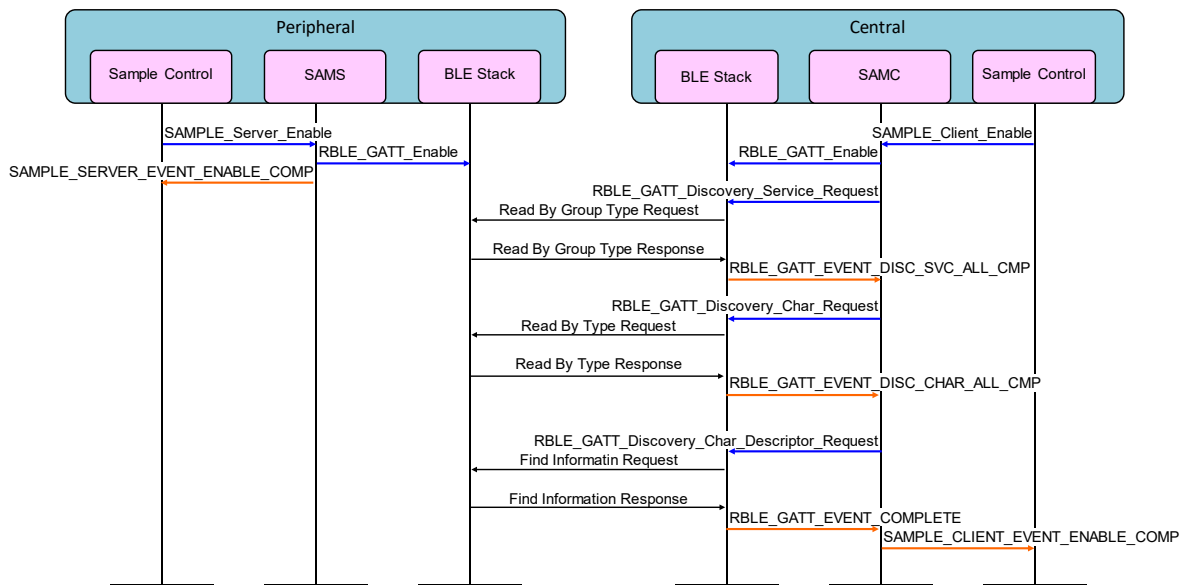 Peripheral
Central
Sample Control
SAMS
BLE Stack
BLE Stack
SAMC
Sample Control
SAMPLE_Server_Enable
SAMPLE_Client_Enable
RBLE_GATT_Enable
RBLE_GATT_Enable
SAMPLE_SERVER_EVENT_ENABLE_COMP
RBLE_GATT_Discovery_Service_Request
Read By Group Type Request
Read By Group Type Response
RBLE_GATT_EVENT_DISC_SVC_ALL_CMP
RBLE_GATT_Discovery_Char_Request
Read By Type Request
Read By Type Response
RBLE_GATT_EVENT_DISC_CHAR_ALL_CMP
RBLE_GATT_Discovery_Char_Descriptor_Request
Find Informatin Request
Find Information Response
RBLE_GATT_EVENT_COMPLETE
SAMPLE_CLIENT_EVENT_ENABLE_COMP